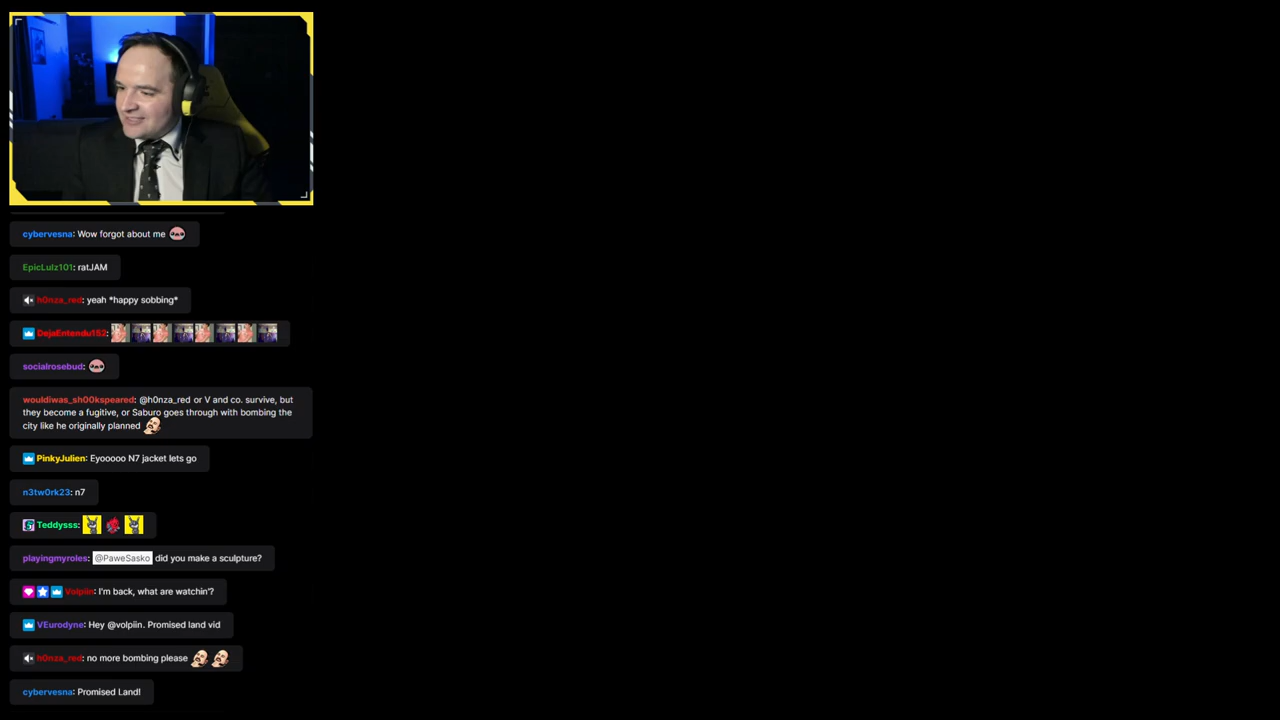 cybervesna: Wow forgot about me
EpicLulz101: ratJAM
h0nza_red: yeah *happy sobbing*
DejaEntendu152:
socialrosebud:
wouldiwas_sh00kspeared: @h0nza_red or V and co. survive, but
they become a fugitive, or Saburo goes through with bombing the
city like he originally planned
PinkyJulien: Eyooooo N7 jacket lets go
n3tw0rk23: n7
Teddysss:
playingmyroles: @PaweSasko did you make a sculpture?
Volpiin: I'm back, what are watchin'?
VEurodyne: Hey @volpiin. Promised land vid
h0nza_red: no more bombing please
cybervesna: Promised Land!